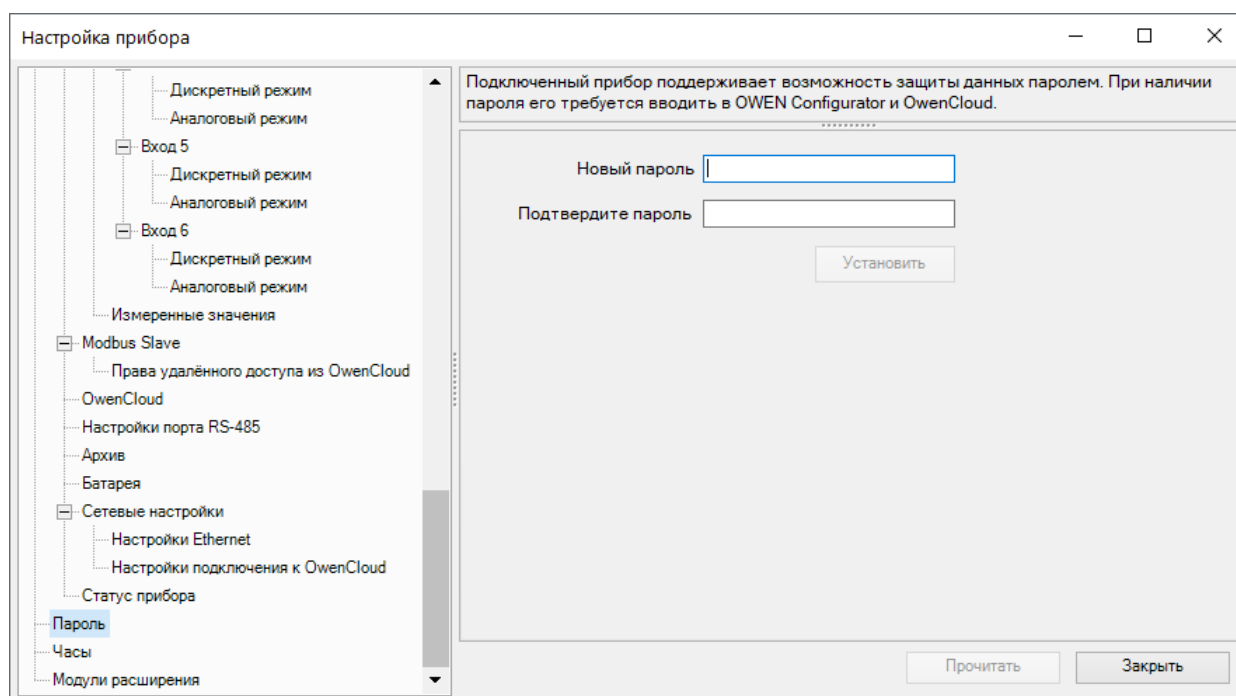 Настройка прибора
Дискретный режим
Аналоговый режим
Вход 5
Дискретный режим
Аналоговый режим
Вход 6
Дискретный режим
Аналоговый режим
Измеренные значения
Modbus Slave
Права удалённого доступа из OwenCloud
OwenCloud
Настройки порта RS-485
Архив
Батарея
Сетевые настройки
Настройки Ethernet
Настройки подключения к OwenCloud
Статус прибора
Пароль
Часы
Модули расширения
Подключенный прибор поддерживает возможность защиты данных паролем. При наличии
пароля его требуется вводить в OWEN Configurator и OwenCloud.
Новый пароль
Подтвердите пароль
Установить
Прочитать
Закрыть